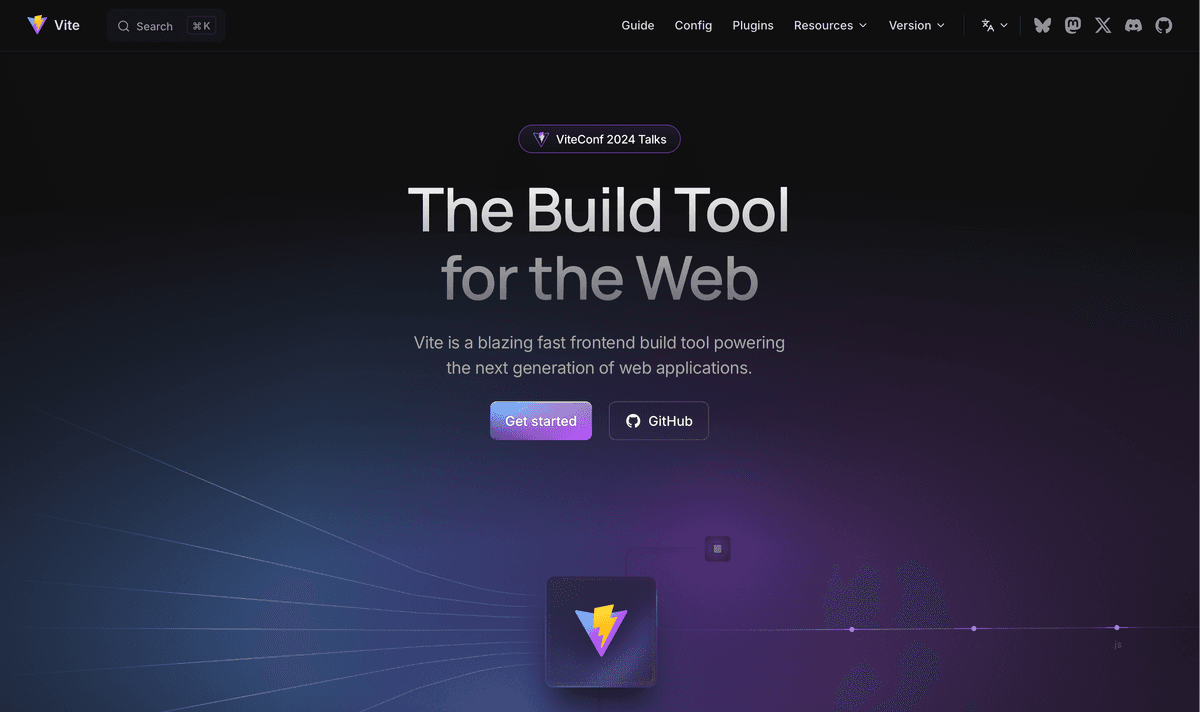 Vite
Search ⌘ K
Guide
Config
Plugins
Resources
Version
ViteConf 2024 Talks
The Build Tool
for the Web
Vite is a blazing fast frontend build tool powering
the next generation of web applications.
Get started
GitHub
js